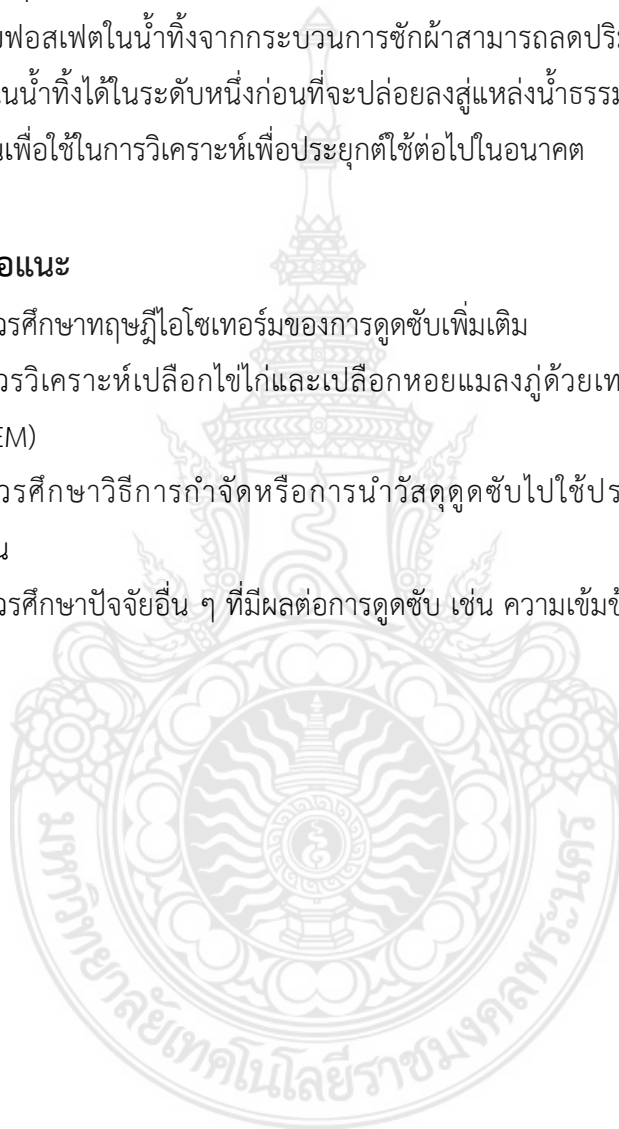 ฟอสเฟตในน้ำทิ้งจากกระบวนการซักผ้าสามารถลด
ในน้ำทิ้งได้ในระดับหนึ่งก่อนที่จะปล่อยลงสู่แหล่งน้ำ
เพื่อใช้ในการวิเคราะห์เพื่อประยุกต์ใช้ต่อไปในอนาคต
อแนะ
วรศึกษาทฤษฎีไอโซเทอร์มของการดูดซับเพิ่มเติม
วรวิเคราะห์เปลือกไข่ไก่และเปลือกหอยแมลงภู่ด้วยเท
EM)
วรศึกษาวิธีการกำจัดหรือการนำวัสดุดูดซับไปใช้ประ
น
วรศึกษาปัจจัยอื่น ๆ ที่มีผลต่อการดูดซับ เช่น ความเข้มข้
มหาวิทยาลัยเทคโนโลยีราชมงคลพระนคร